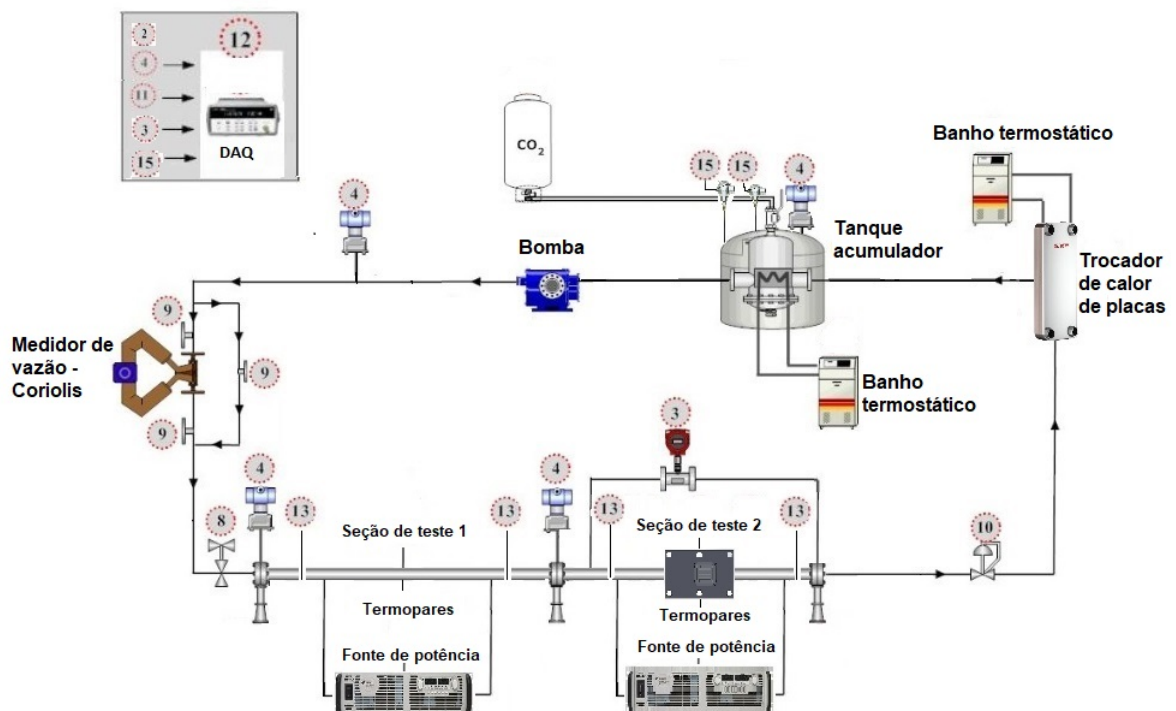 2
12
4
11
3
15
DAQ
CO2
4
15
15
4
Banho termostático
Tanque
acumulador
Bomba
Trocador
de calor
de placas
9
Medidor de
vazão -
Coriolis
9
9
Banho
termostático
3
4
4
8
13
13
13
13
10
Seção de teste 1
Seção de teste 2
Termopares
Termopares
Fonte de potência
Fonte de potência